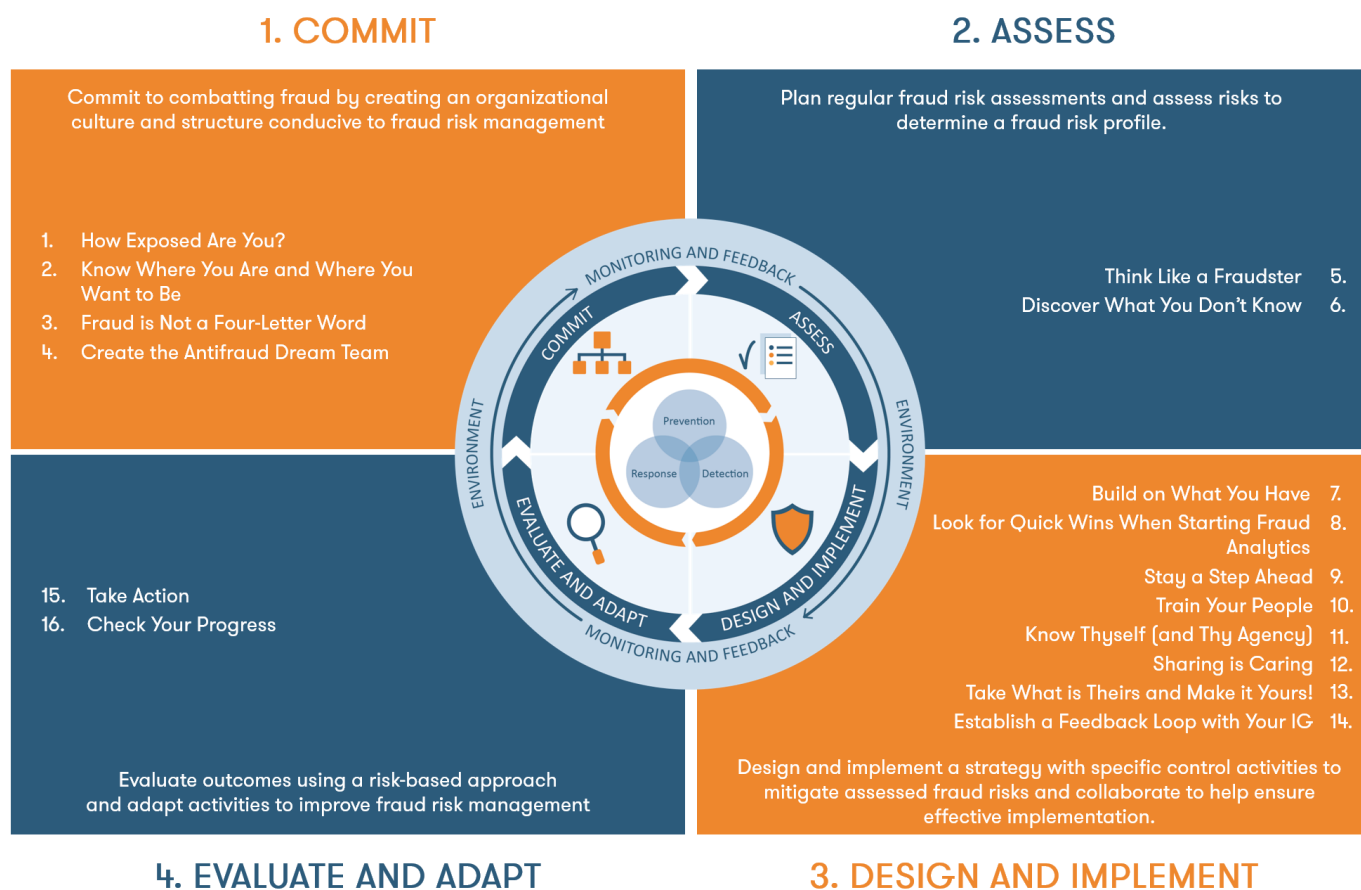 1. COMMIT
Commit to combatting fraud by creating an organizational
culture and structure conducive to fraud risk management
1. How Exposed Are You?
2. Know Where You Are and Where You
Want to Be
3. Fraud is Not a Four-Letter Word
4. Create the Antifraud Dream Team
2. ASSESS
Plan regular fraud risk assessments and assess risks to
determine a fraud risk profile.
Think Like a Fraudster 5.
Discover What You Don't Know 6.
MONITORING AND FEEDBACK
COMMIT
ASSESS
ENVIRONMENT
ENVIRONMENT
Prevention
Response
Detection
EVALUATE AND ADAPT
DESIGN AND IMPLEMENT
MONITORING AND FEEDBACK
Build on What You Have 7.
Look for Quick Wins When Starting Fraud 8.
Analytics
Stay a Step Ahead 9.
Train Your People 10.
Know Thyself (and Thy Agency) 11.
Sharing is Caring 12.
Take What is Theirs and Make it Yours! 13.
Establish a Feedback Loop with Your IG 14.
Design and implement a strategy with specific control activities to
mitigate assessed fraud risks and collaborate to help ensure
effective implementation.
3. DESIGN AND IMPLEMENT
15. Take Action
16. Check Your Progress
Evaluate outcomes using a risk-based approach
and adapt activities to improve fraud risk management
4. EVALUATE AND ADAPT